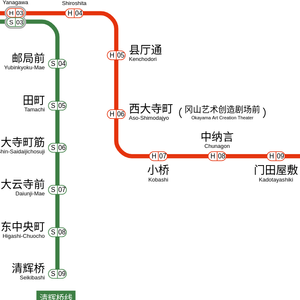 Yanagawa
Shiroshita
H 03
H 04
S 03
县厅通
H 05
Kenchodori
邮局前
S 04
Yubinkyoku-Mae
田町
S 05
Tamachi
西大寺町
(冈山艺术创造剧场前)
H 06
Aso-Shimodajyo
Okayama Art Creation Theater
大寺町筋
S 06
Shin-Saidaijichosuji
中纳言
Chunagon
H 07
H 08
H 09
小桥
Kobashi
门田屋敷
Kadotayashiki
大云寺前
S 07
Daiunji-Mae
东中央町
S 08
Higashi-Chuocho
清辉桥
S 09
Seikibashi
清辉桥线